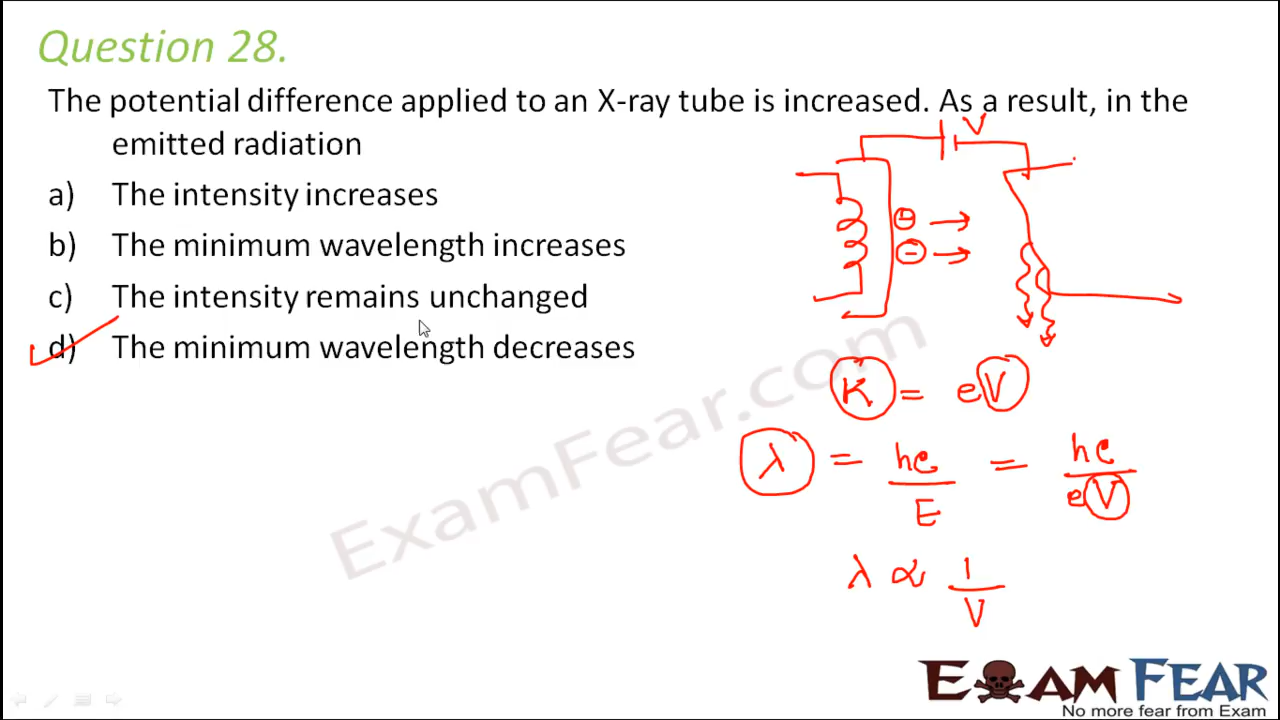 Question 28.
The potential difference applied to an X-ray tube is increased. As a result, in the
emitted radiation
a) The intensity increases
b) The minimum wavelength increases
c) The intensity remains unchanged
d) The minimum wavelength decreases
V
K = eV
λ = hc/E = hc/eV
λ ∝ 1/V
ExamFear.com
EXAM FEAR
No more fear from Exam